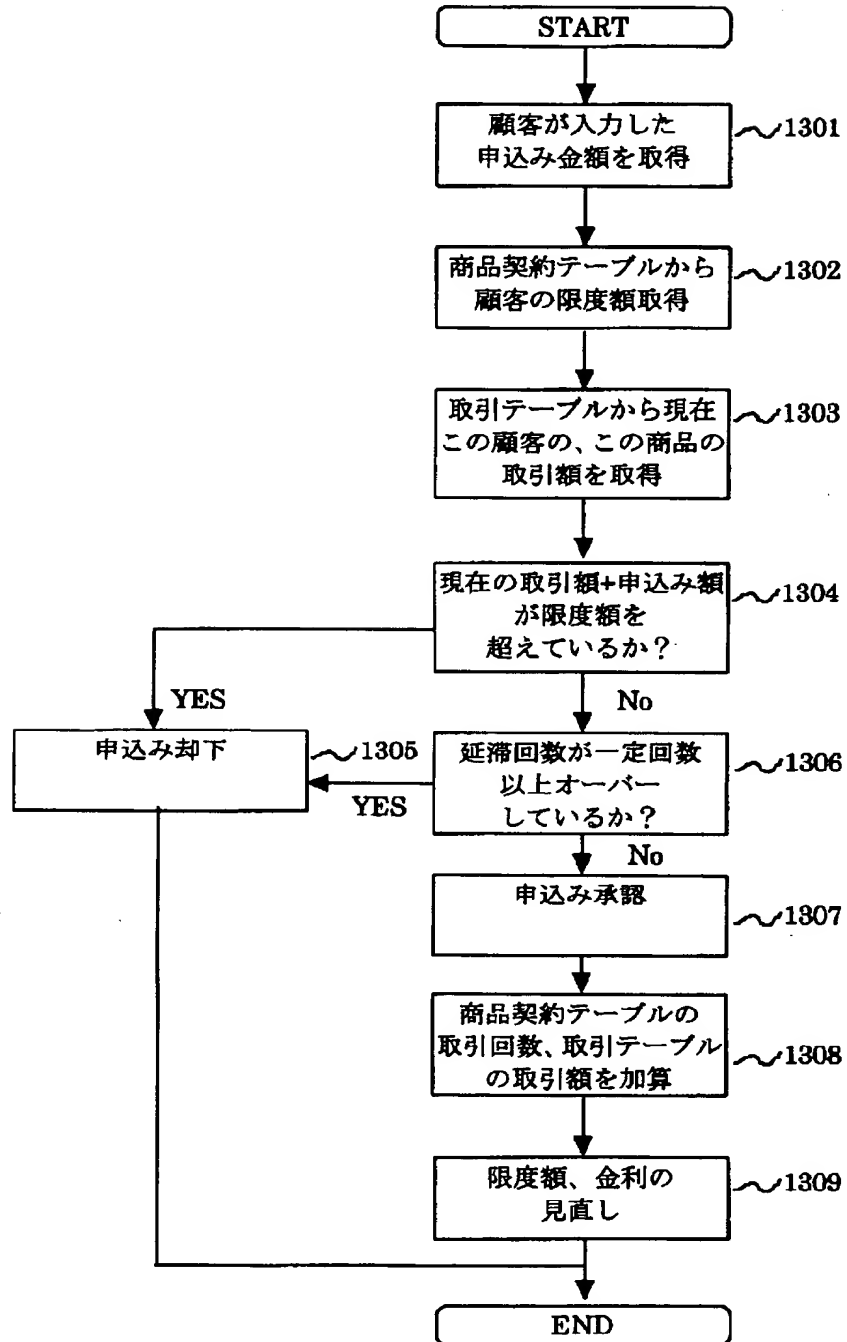 START
顧客が入力した
申込み金額を取得
1301
商品契約テーブルから
顧客の限度額取得
1302
取引テーブルから現在
この顧客の、この商品の
取引額を取得
1303
現在の取引額+申込み額
が限度額を
超えているか？
1304
YES
No
申込み却下
1305
延滞回数が一定回数
以上オーバー
しているか？
1306
YES
No
申込み承認
1307
商品契約テーブルの
取引回数、取引テーブル
の取引額を加算
1308
限度額、金利の
見直し
1309
END